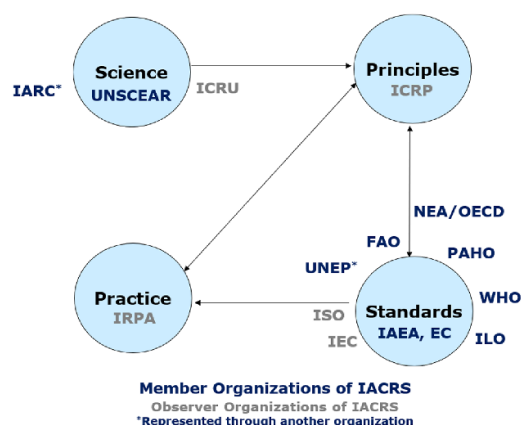 Science
UNSCEAR
IARC*
ICRU
Principles
ICRP
NEA/OECD
FAO
PAHO
UNEP*
WHO
Practice
IRPA
ISO
IEC
Standards
IAEA, EC
ILO
Member Organizations of IACRS
Observer Organizations of IACRS
*Represented through another organization